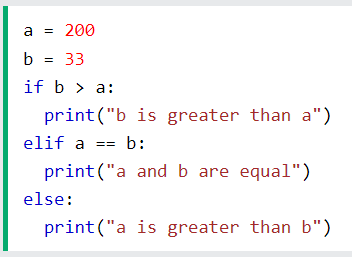 a = 200
b = 33
if b > a:
  print("b is greater than a")
elif a == b:
  print("a and b are equal")
else:
  print("a is greater than b")